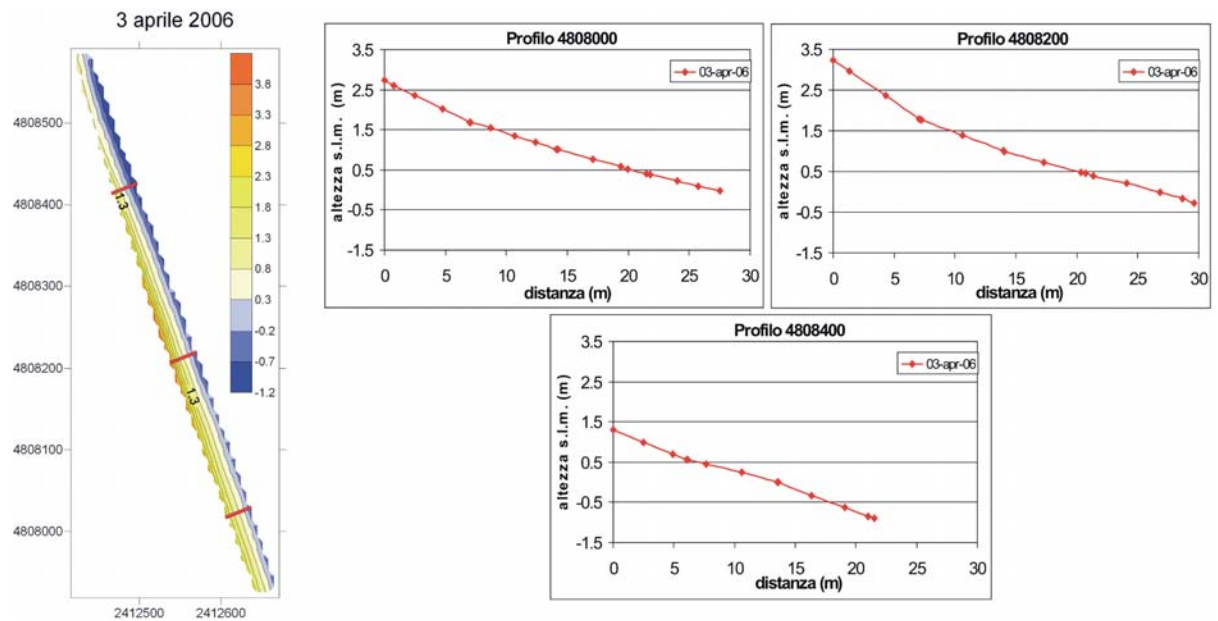 3 aprile 2006
4808500
4808400
4808300
4808200
4808100
4808000
2412500 2412600
1.3
1.3
3.8
3.3
2.8
2.3
1.8
1.3
0.8
0.3
-0.2
-0.7
-1.2
Profilo 4808000
03-apr-06
altezza s.l.m. (m)
3.5
2.5
1.5
0.5
-0.5
-1.5
0 5 10 15 20 25 30
distanza (m)
Profilo 4808200
03-apr-06
altezza s.l.m. (m)
3.5
2.5
1.5
0.5
-0.5
-1.5
0 5 10 15 20 25 30
distanza (m)
Profilo 4808400
03-apr-06
altezza s.l.m. (m)
3.5
2.5
1.5
0.5
-0.5
-1.5
0 5 10 15 20 25 30
distanza (m)